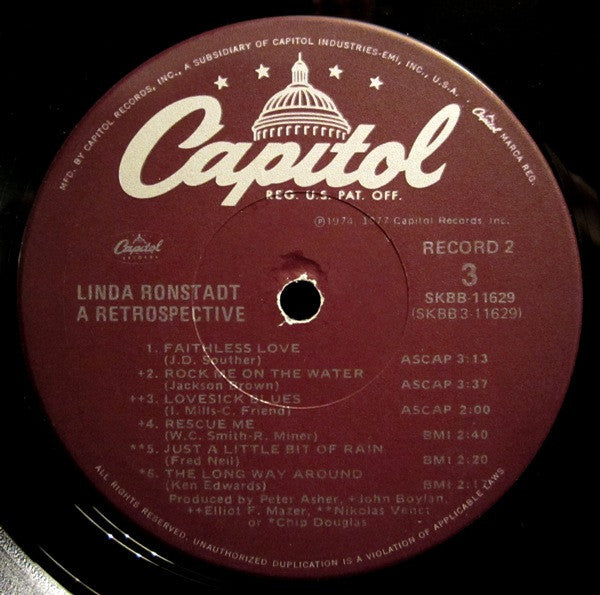 MFD. BY CAPITOL RECORDS, INC., A SUBSIDIARY OF CAPITOL INDUSTRIES-EMI, INC., U.S.A.
Capitol MARCA REG.
Capitol
REG. U.S. PAT. OFF.
Ⓟ1974, 1977 Capitol Records, Inc.
Capitol
RECORDS
RECORD 2
3
SKBB-11629
(SKBB3-11629)
LINDA RONSTADT
A RETROSPECTIVE
1. FAITHLESS LOVE
(J.D. Souther) ASCAP 3:13
+2. ROCK ME ON THE WATER
(Jackson Brown) ASCAP 3:37
++3. LOVESICK BLUES
(I. Mills-C. Friend) ASCAP 2:00
+4. RESCUE ME
(W.C. Smith-R. Miner) BMI 2:40
**5. JUST A LITTLE BIT OF RAIN
(Fred Neil) BMI 2:20
*6. THE LONG WAY AROUND
(Ken Edwards) BMI
Produced by Peter Asher, +John Boylan,
++Elliot F. Mazer, **Nikolas Venet
or *Chip Douglas
ALL RIGHTS RESERVED. UNAUTHORIZED DUPLICATION IS A VIOLATION OF APPLICABLE LAWS